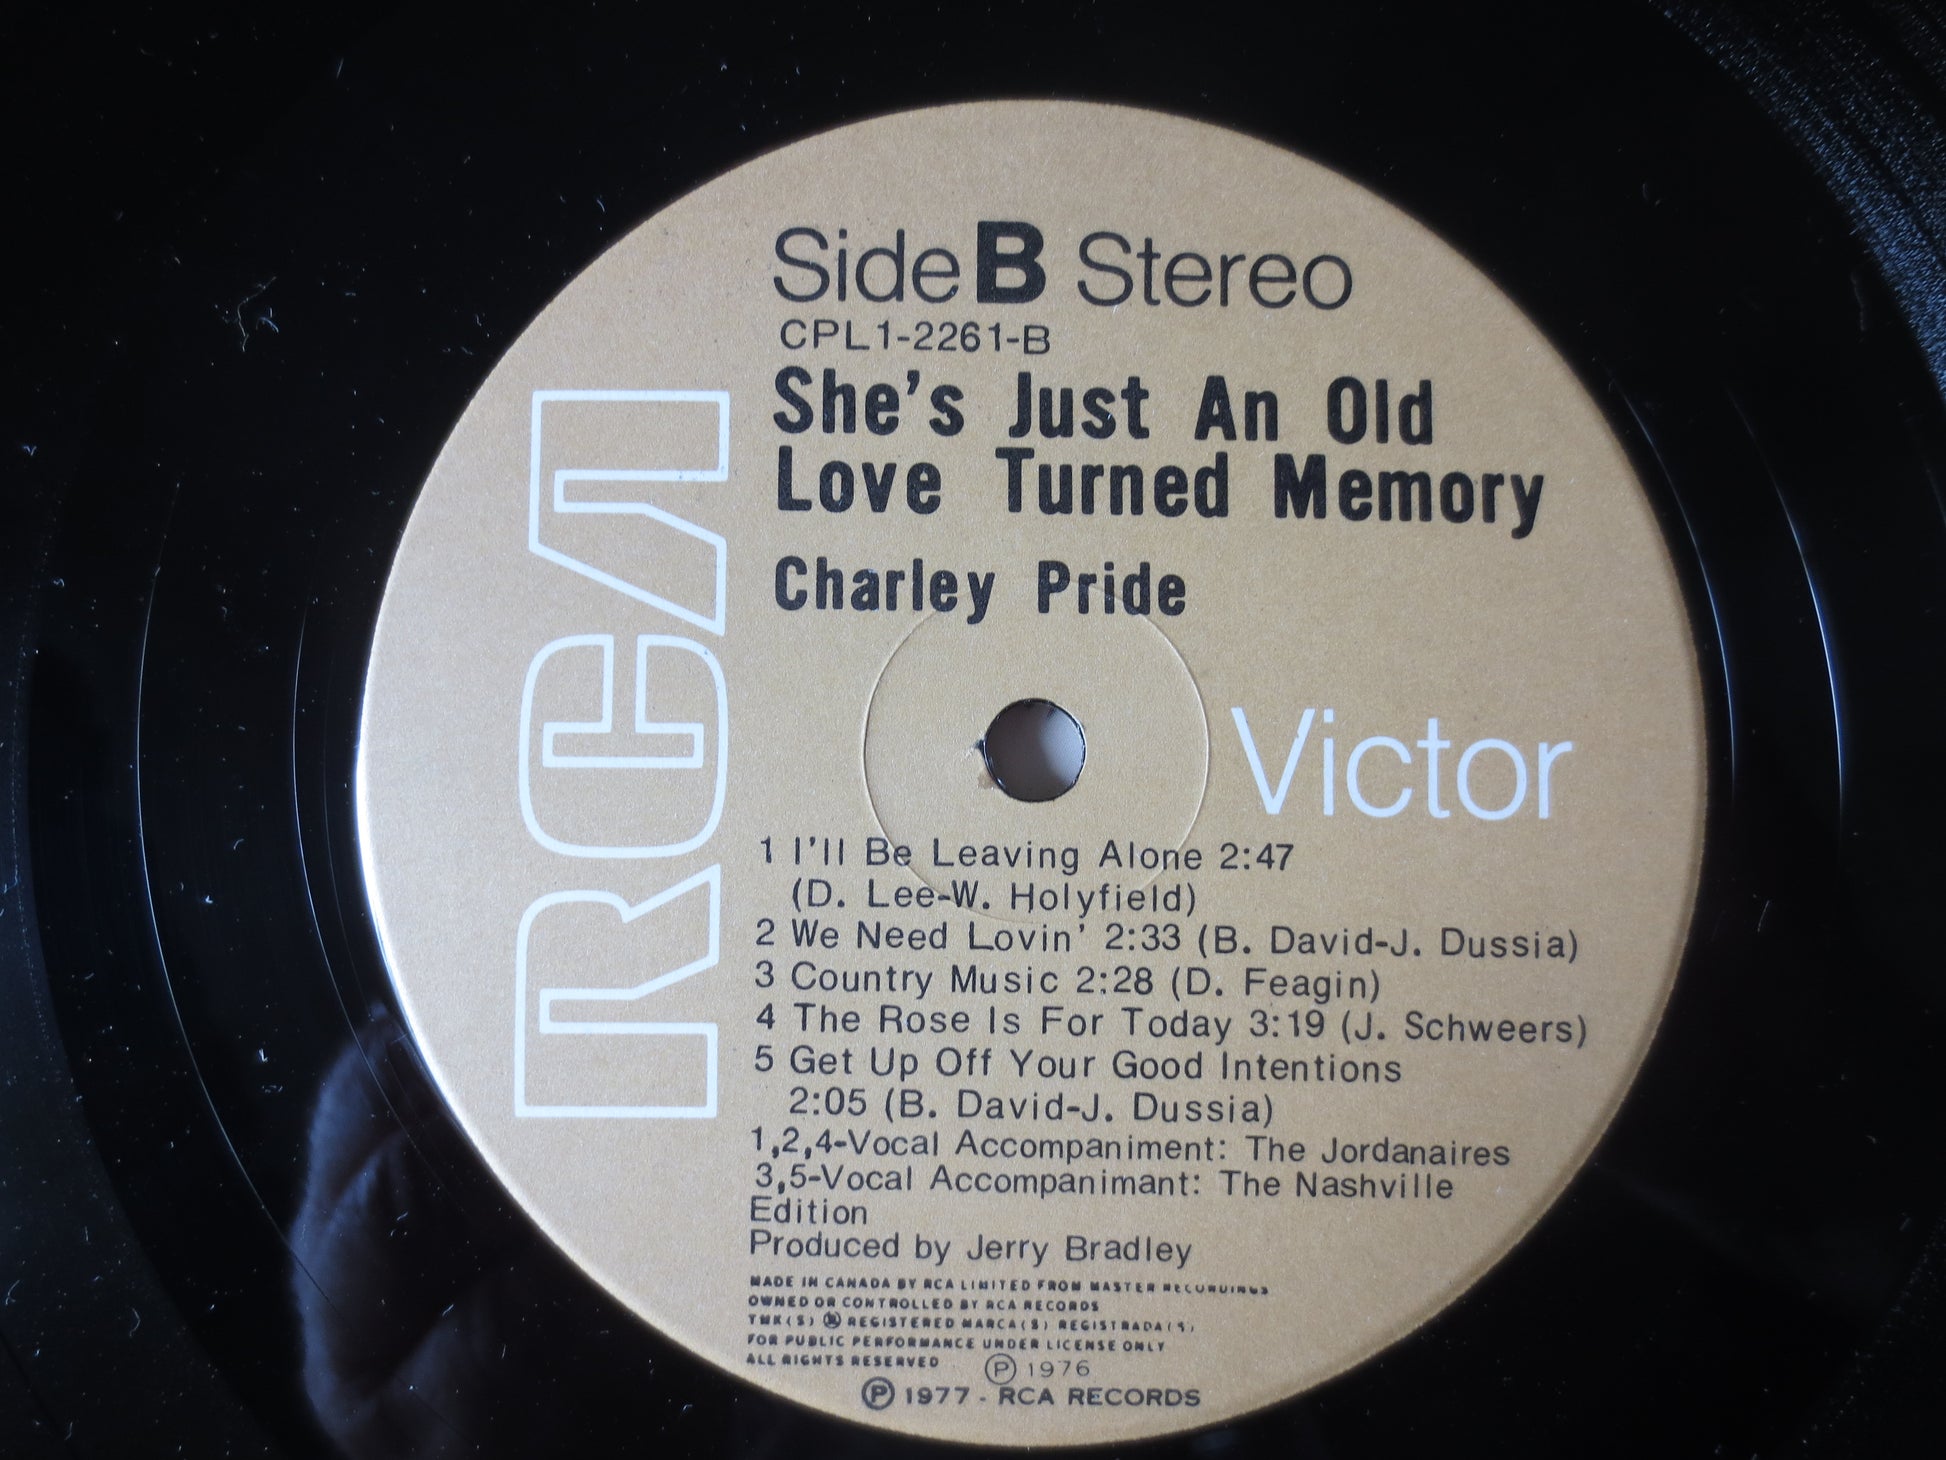 Side B Stereo
CPL1-2261-B
She's Just An Old
Love Turned Memory
Charley Pride
RCA
Victor
1 I'll Be Leaving Alone 2:47
(D. Lee-W. Holyfield)
2 We Need Lovin' 2:33 (B. David-J. Dussia)
3 Country Music 2:28 (D. Feagin)
4 The Rose Is For Today 3:19 (J. Schweers)
5 Get Up Off Your Good Intentions
2:05 (B. David-J. Dussia)
1,2,4-Vocal Accompaniment: The Jordanaires
3,5-Vocal Accompanimant: The Nashville
Edition
Produced by Jerry Bradley
MADE IN CANADA BY RCA LIMITED FROM MASTER RECORDINGS
OWNED OR CONTROLLED BY RCA RECORDS
TMK(S) ® REGISTERED MARCA(S) REGISTRADA(S)
FOR PUBLIC PERFORMANCE UNDER LICENSE ONLY
ALL RIGHTS RESERVED ℗ 1976
℗ 1977 - RCA RECORDS